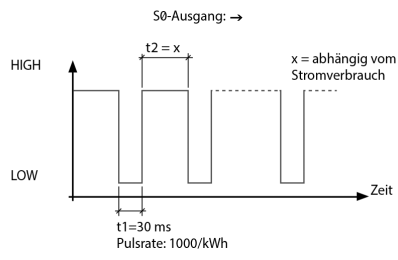 S0-Ausgang: →
t2 = x
x = abhängig vom
Stromverbrauch
HIGH
LOW
Zeit
t1=30 ms
Pulsrate: 1000/kWh